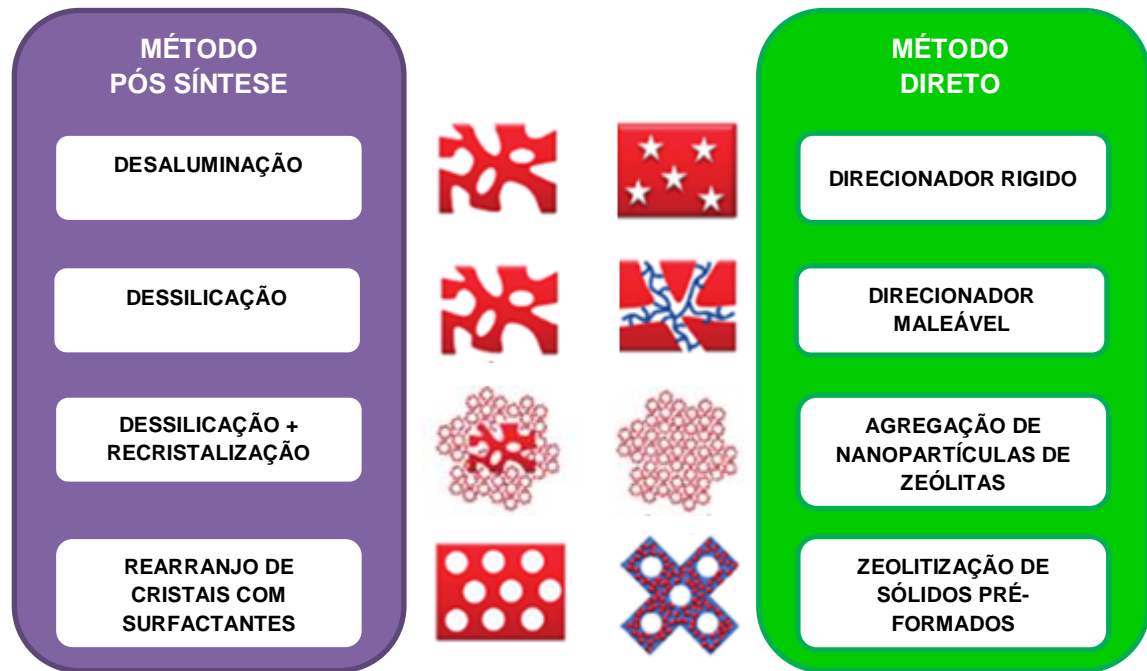 MÉTODO
PÓS SÍNTESE
DESALUMINAÇÃO
DESSILICAÇÃO
DESSILICAÇÃO +
RECRISTALIZAÇÃO
REARRANJO DE
CRISTAIS COM
SURFACTANTES
MÉTODO
DIRETO
DIRECIONADOR RIGIDO
DIRECIONADOR
MALEÁVEL
AGREGAÇÃO DE
NANOPARTÍCULAS DE
ZEÓLITAS
ZEOLITIZAÇÃO DE
SÓLIDOS PRÉ-
FORMADOS